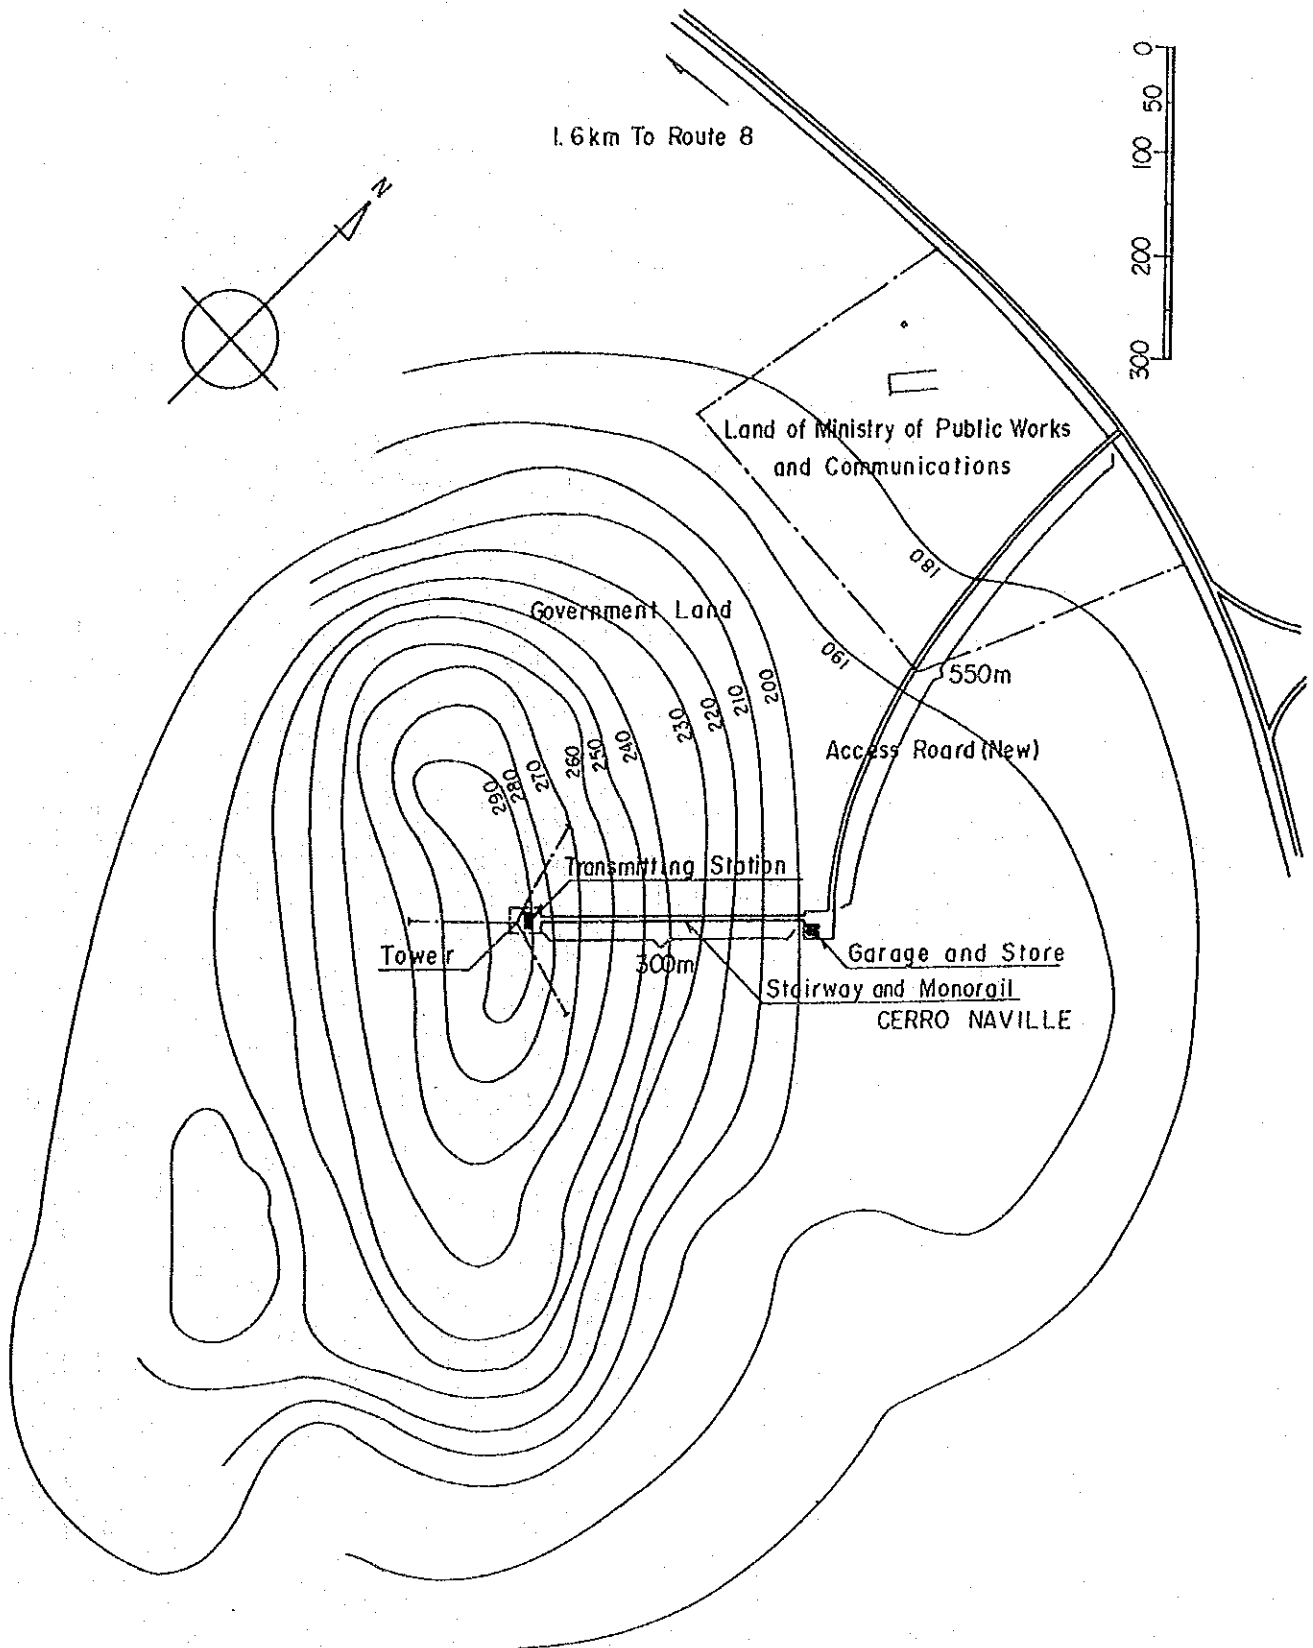 0
50
100
200
300
1.6km To Route 8
N
Land of Ministry of Public Works
and Communications
180
Government Land
190
550m
200
210
220
230
240
250
260
270
280
290
Access Roard (New)
Transmitting Station
Tower
300m
Garage and Store
Stairway and Monorail
CERRO NAVILLE